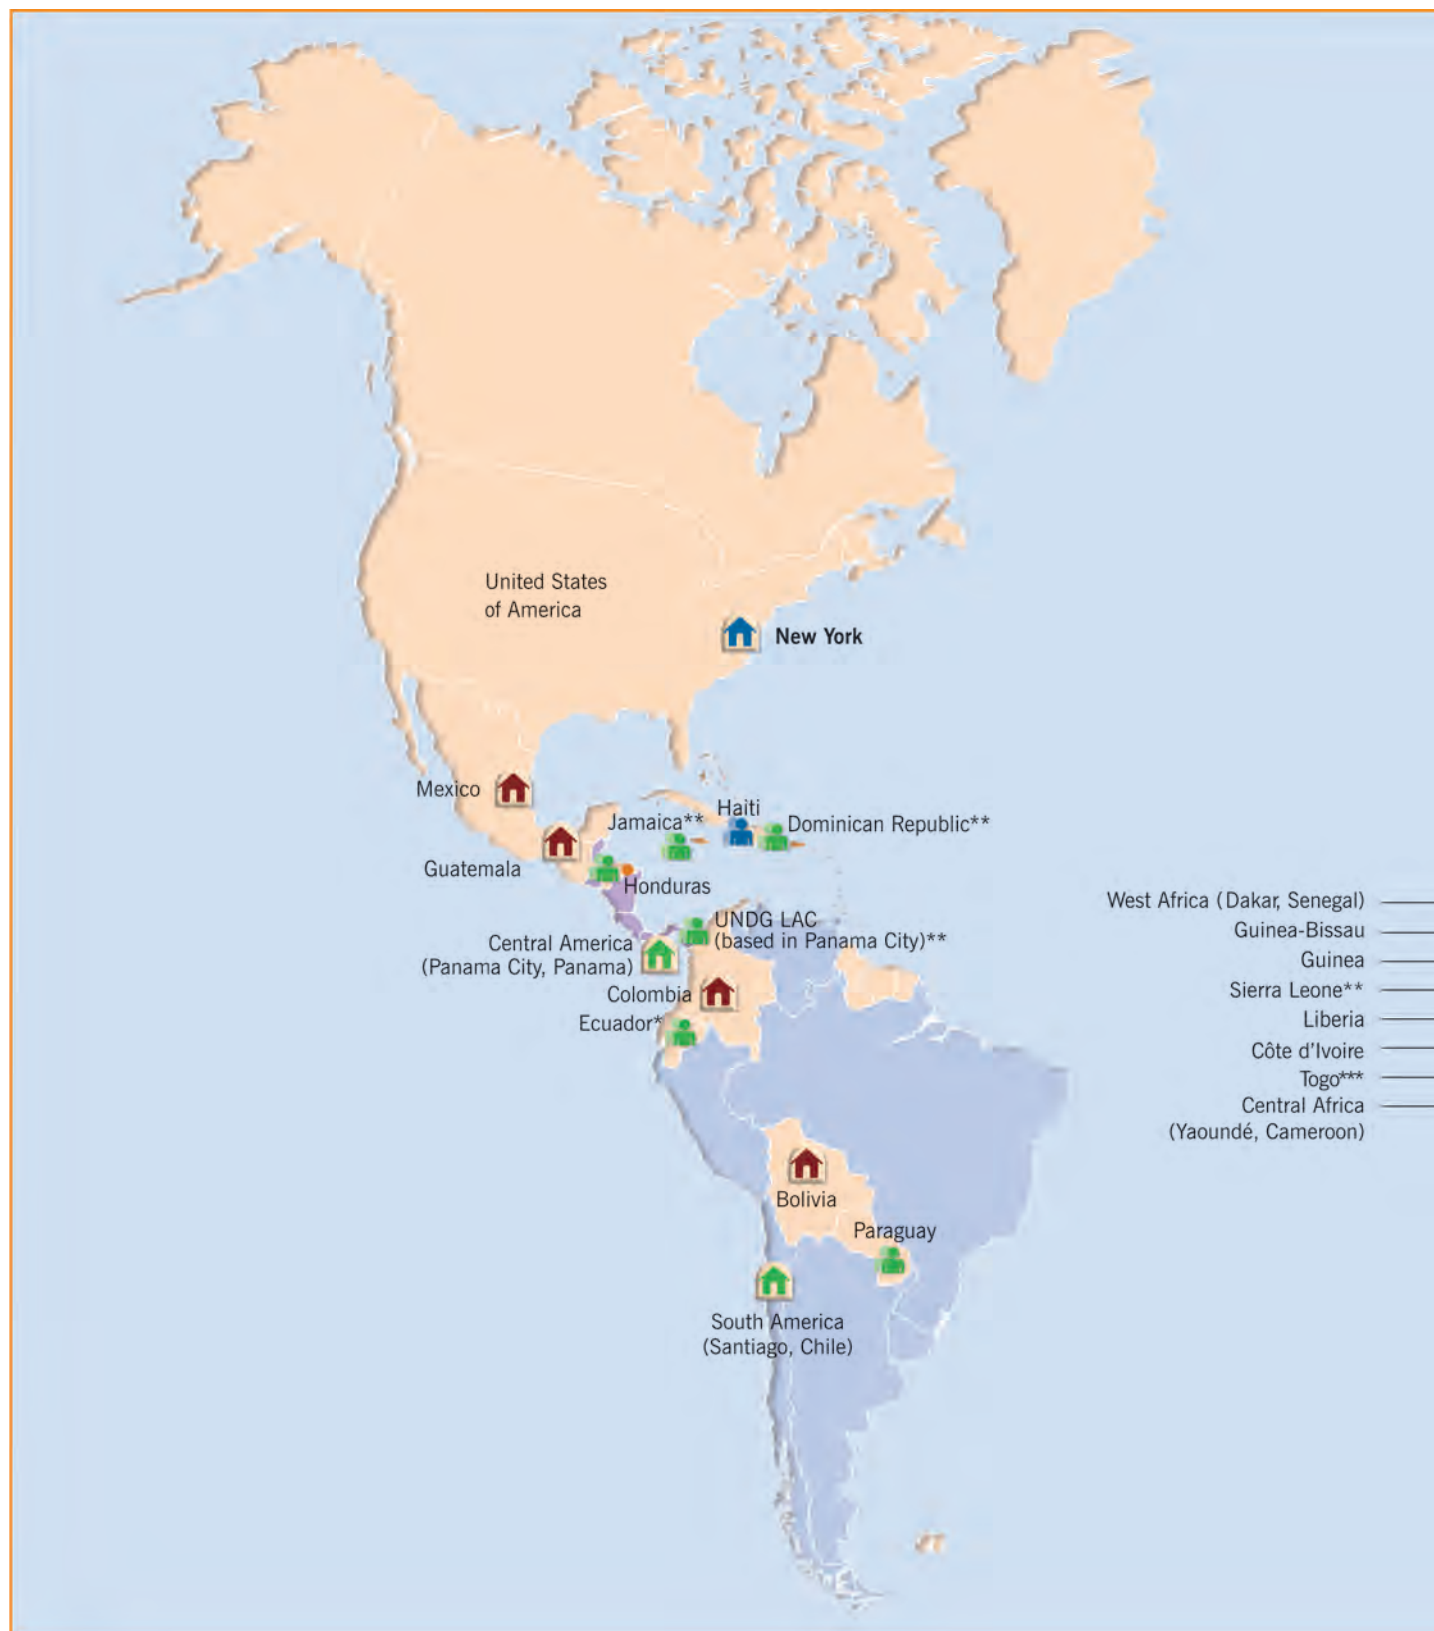 United States
of America
New York
Mexico
Haiti
Jamaica**
Dominican Republic**
Guatemala
Honduras
UNDG LAC
(based in Panama City)**
Central America
(Panama City, Panama)
Colombia
Ecuador*
West Africa (Dakar, Senegal)
Guinea-Bissau
Guinea
Sierra Leone**
Liberia
Côte d’Ivoire
Togo***
Central Africa
(Yaoundé, Cameroon)
Bolivia
Paraguay
South America
(Santiago, Chile)